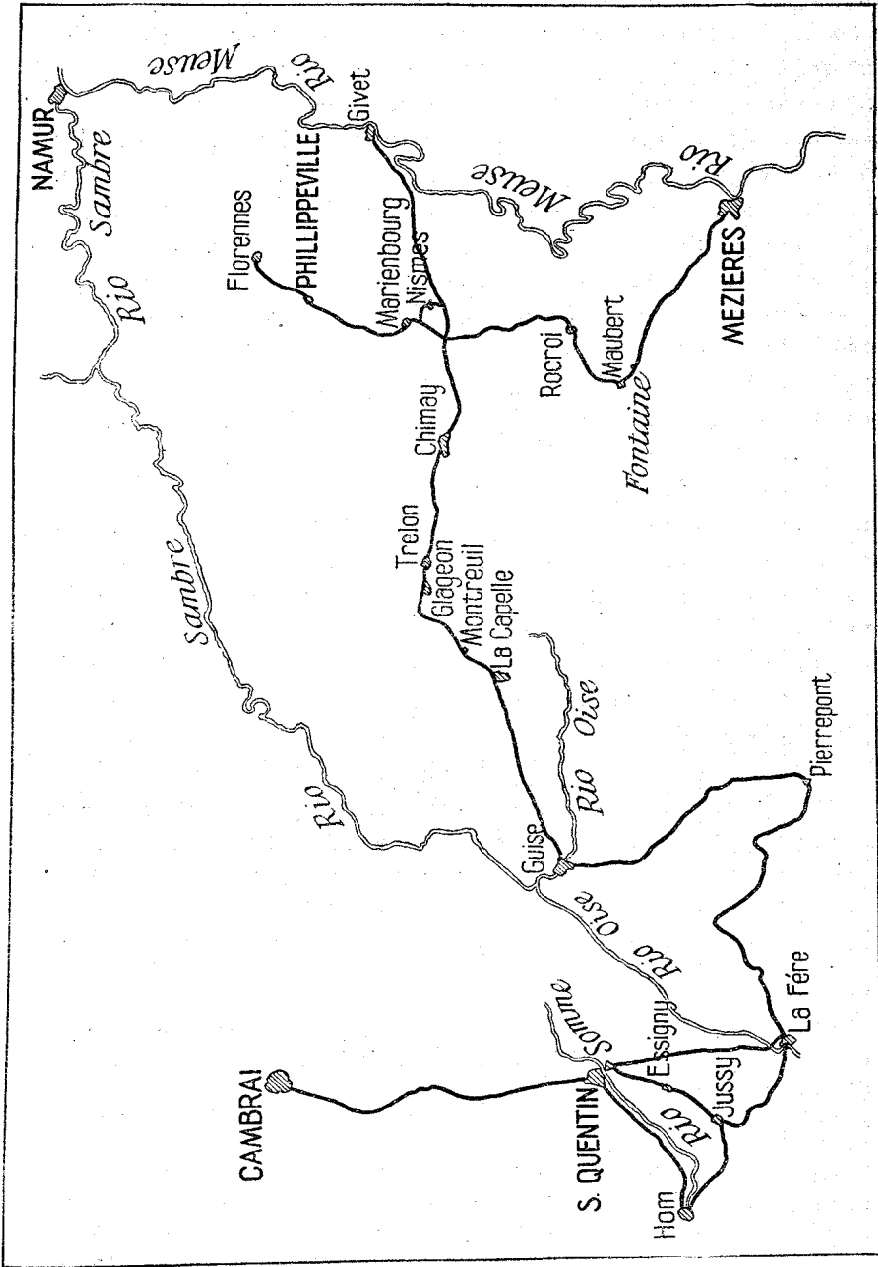 NAMUR
Meuse
Rio
Sambre
Rio
Givet
Florennes
PHILLIPPEVILLE
Marienbourg
Nismes
Meuse
Rio
MEZIERES
Rocroi
Maubert
Fontaine
Chimay
Trelon
Glageon
Montreuil
La Capelle
Sambre
Rio
Guise
Rio Oise
Pierrepont
Rio Oise
CAMBRAI
S. QUENTIN
Somme
Rio
Essigny
Jussy
Hom
La Fére